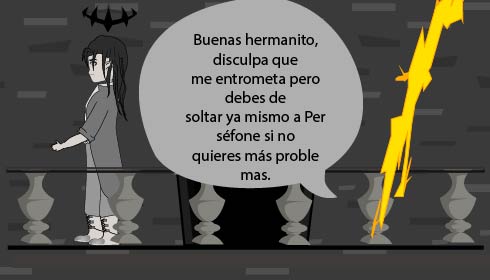 Buenas hermanito,
disculpa que
me entrometa pero
debes de
soltar ya mismo a Per
séfone si no
quieres más proble
mas.